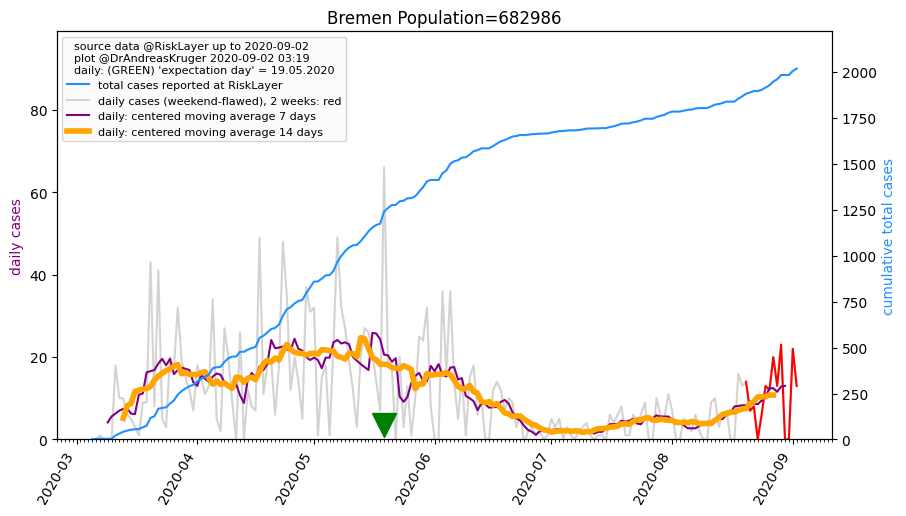 Bremen Population=682986
source data @RiskLayer up to 2020-09-02
plot @DrAndreasKruger 2020-09-02 03:19
daily: (GREEN) 'expectation day' = 19.05.2020
total cases reported at RiskLayer
daily cases (weekend-flawed), 2 weeks: red
daily: centered moving average 7 days
daily: centered moving average 14 days
daily cases
80
60
40
20
0
cumulative total cases
2000
1750
1500
1250
1000
750
500
250
0
2020-03
2020-04
2020-05
2020-06
2020-07
2020-08
2020-09